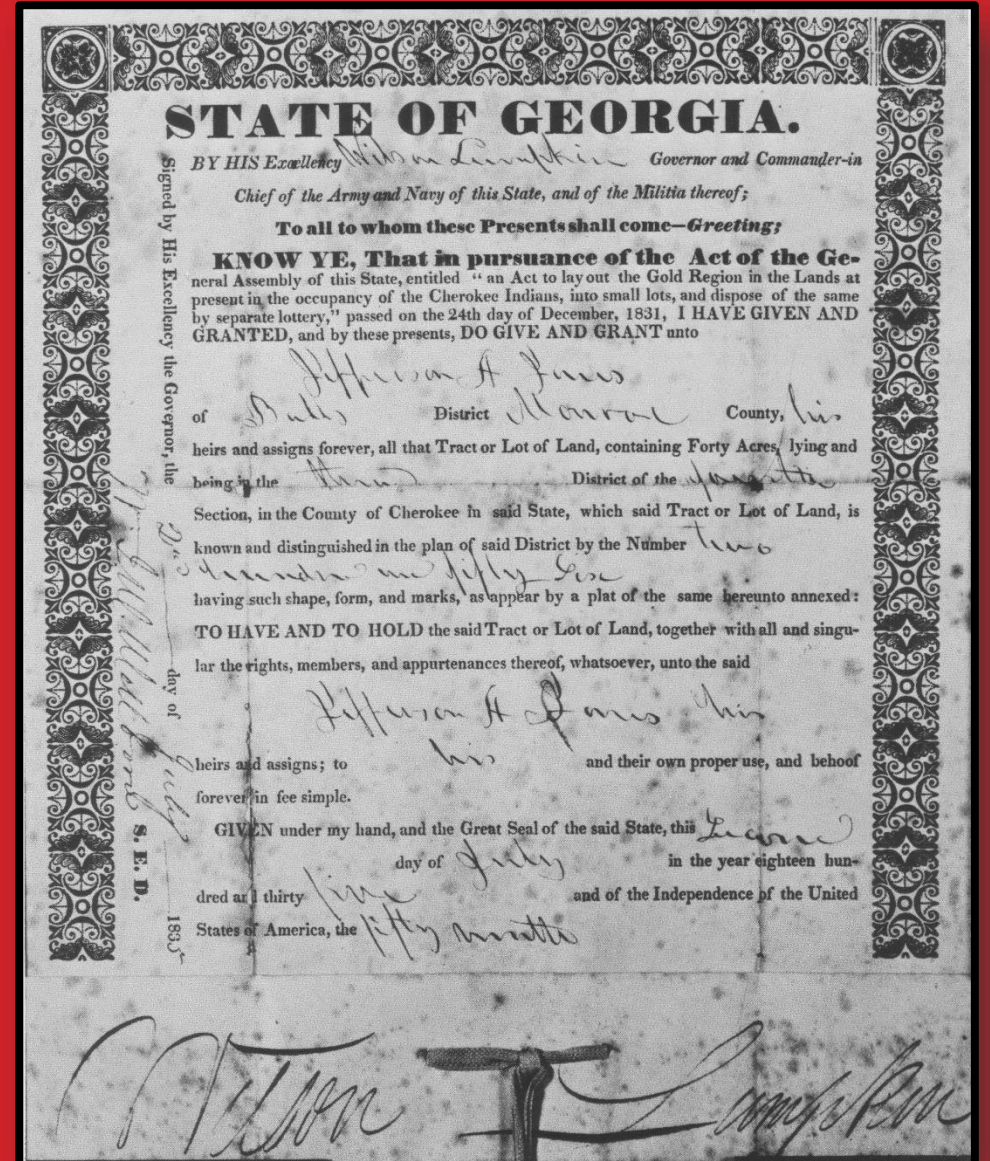 STATE OF GEORGIA.
BY HIS Excellency Wilson Lumpkin Governor and Commander-in
Chief of the Army and Navy of this State, and of the Militia thereof;
To all to whom these Presents shall come—Greeting;
KNOW YE, That in pursuance of the Act of the Ge-
neral Assembly of this State, entitled " an Act to lay out the Gold Region in the Lands at
present in the occupancy of the Cherokee Indians, into small lots, and dispose of the same
by separate lottery," passed on the 24th day of December, 1831, I HAVE GIVEN AND
GRANTED, and by these presents, DO GIVE AND GRANT unto
Jefferson A
of Butts District Monroe County, his
heirs and assigns forever, all that Tract or Lot of Land, containing Forty Acres, lying and
being in the third District of the fourth
Section, in the County of Cherokee in said State, which said Tract or Lot of Land, is
known and distinguished in the plan of said District by the Number two
hundred and fifty six
having such shape, form, and marks, as appear by a plat of the same hereunto annexed:
TO HAVE AND TO HOLD the said Tract or Lot of Land, together with all and singu-
lar the rights, members, and appurtenances thereof, whatsoever, unto the said
Jefferson A his
heirs and assigns; to his and their own proper use, and behoof
forever in fee simple.
GIVEN under my hand, and the Great Seal of the said State, this Second
day of July in the year eighteen hun-
dred and thirty five and of the Independence of the United
States of America, the fifty ninth
Signed by His Excellency the Governor, the 2nd day of July 1835
S. E. D.
Wilson Lumpkin